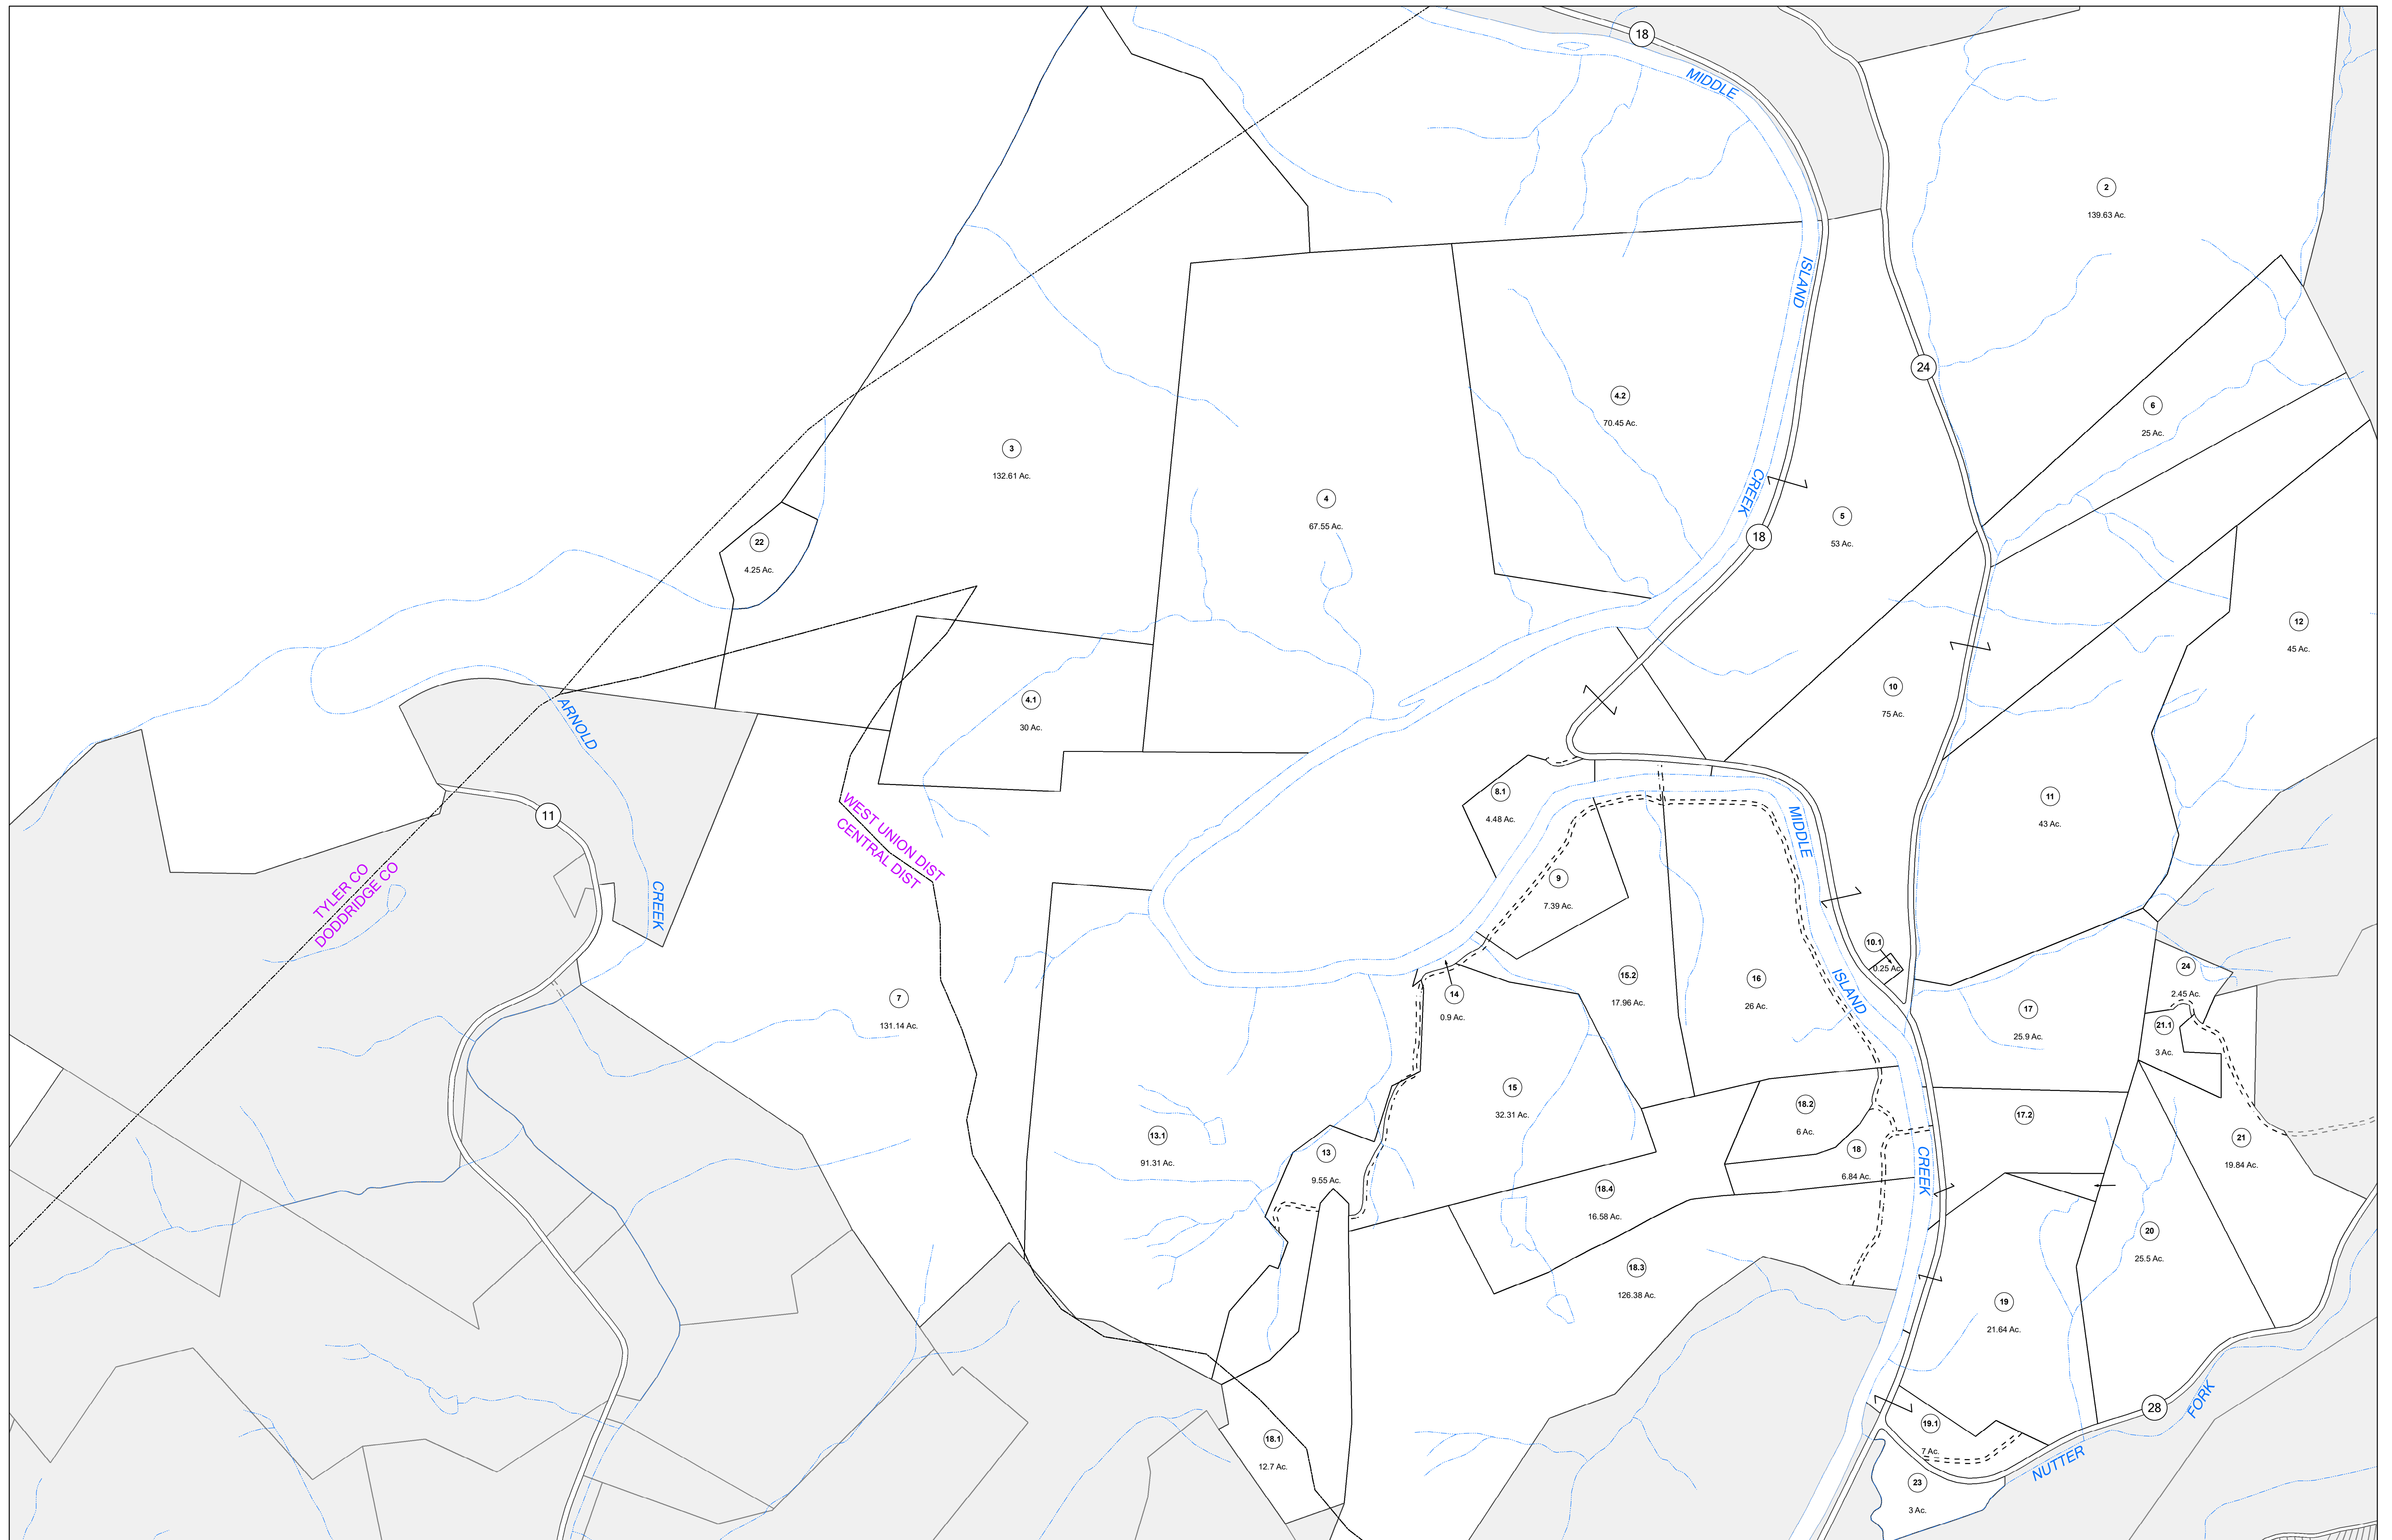 18
MIDDLE
2
139.63 Ac.
ISLAND
24
4.2
70.45 Ac.
6
25 Ac.
3
132.61 Ac.
CREEK
4
67.55 Ac.
5
53 Ac.
18
22
4.25 Ac.
12
45 Ac.
10
75 Ac.
4.1
30 Ac.
ARNOLD
8.1
4.48 Ac.
11
43 Ac.
11
WEST UNION DIST
CENTRAL DIST
MIDDLE
TYLER CO
DODDRIDGE CO
CREEK
9
7.39 Ac.
10.1
0.25 Ac.
24
2.45 Ac.
15.2
17.96 Ac.
16
26 Ac.
ISLAND
14
0.9 Ac.
7
131.14 Ac.
17
25.9 Ac.
21.1
3 Ac.
15
32.31 Ac.
18.2
6 Ac.
17.2
13.1
91.31 Ac.
13
9.55 Ac.
18
6.84 Ac.
CREEK
21
19.84 Ac.
18.4
16.58 Ac.
20
25.5 Ac.
18.3
126.38 Ac.
19
21.64 Ac.
28
FORK
19.1
7 Ac.
18.1
12.7 Ac.
NUTTER
23
3 Ac.